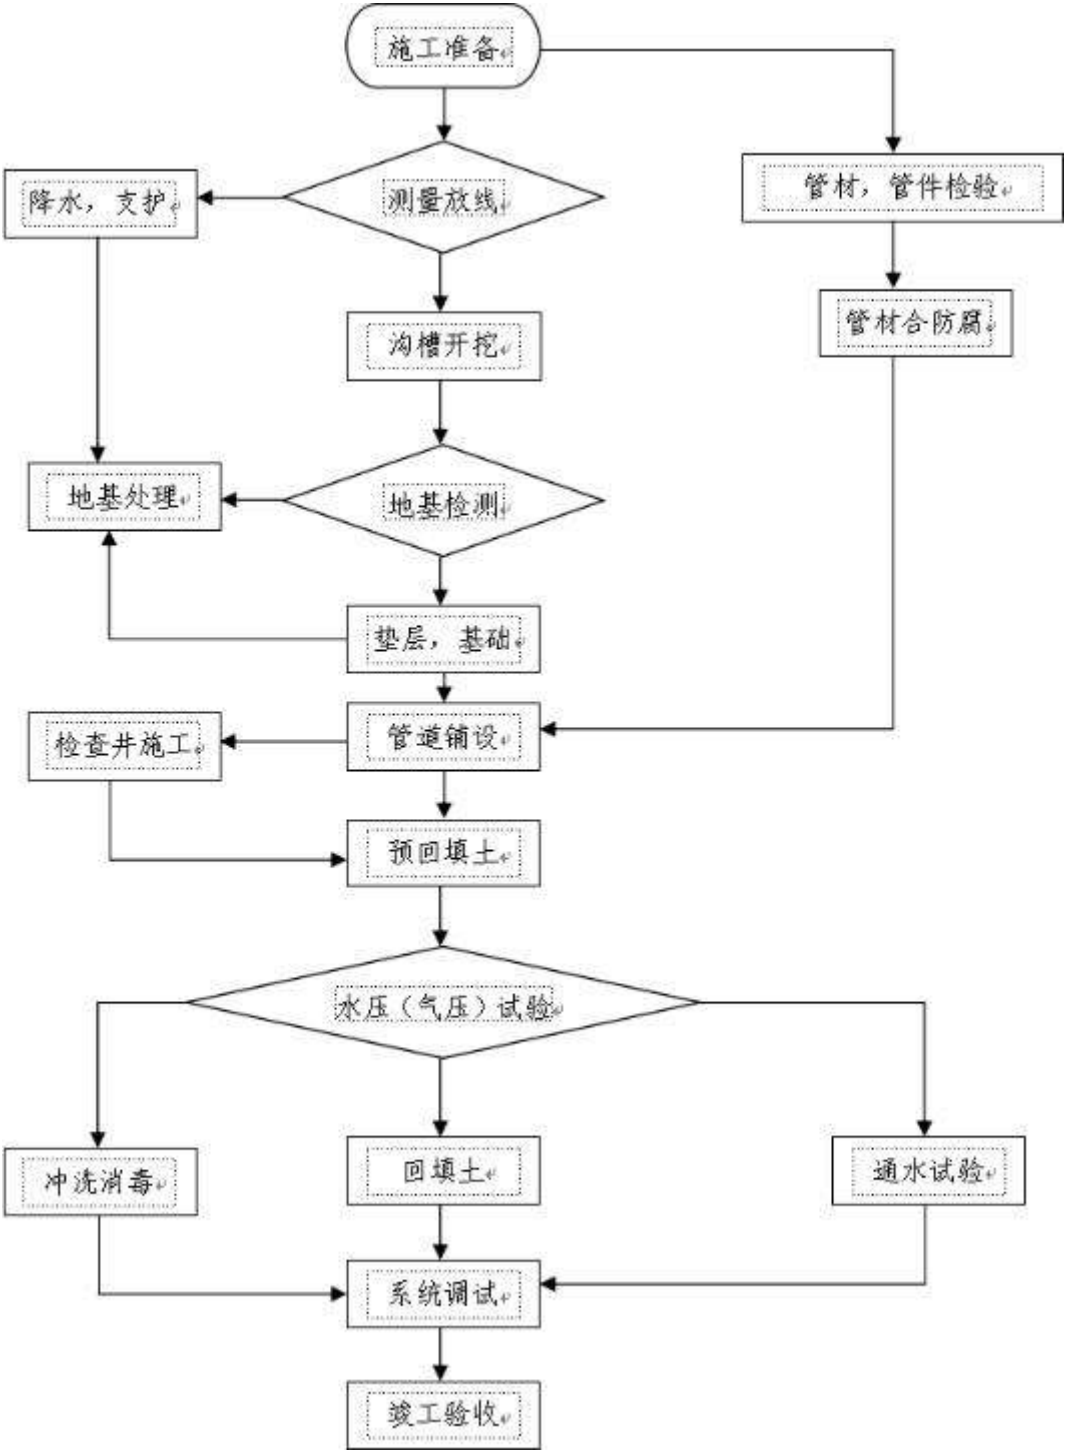 施工准备
测量放线
降水，支护
管材，管件检验
沟槽开挖
管材合防腐
地基处理
地基检测
垫层，基础
管道铺设
检查井施工
预回填土
水压（气压）试验
冲洗消毒
回填土
通水试验
系统调试
竣工验收